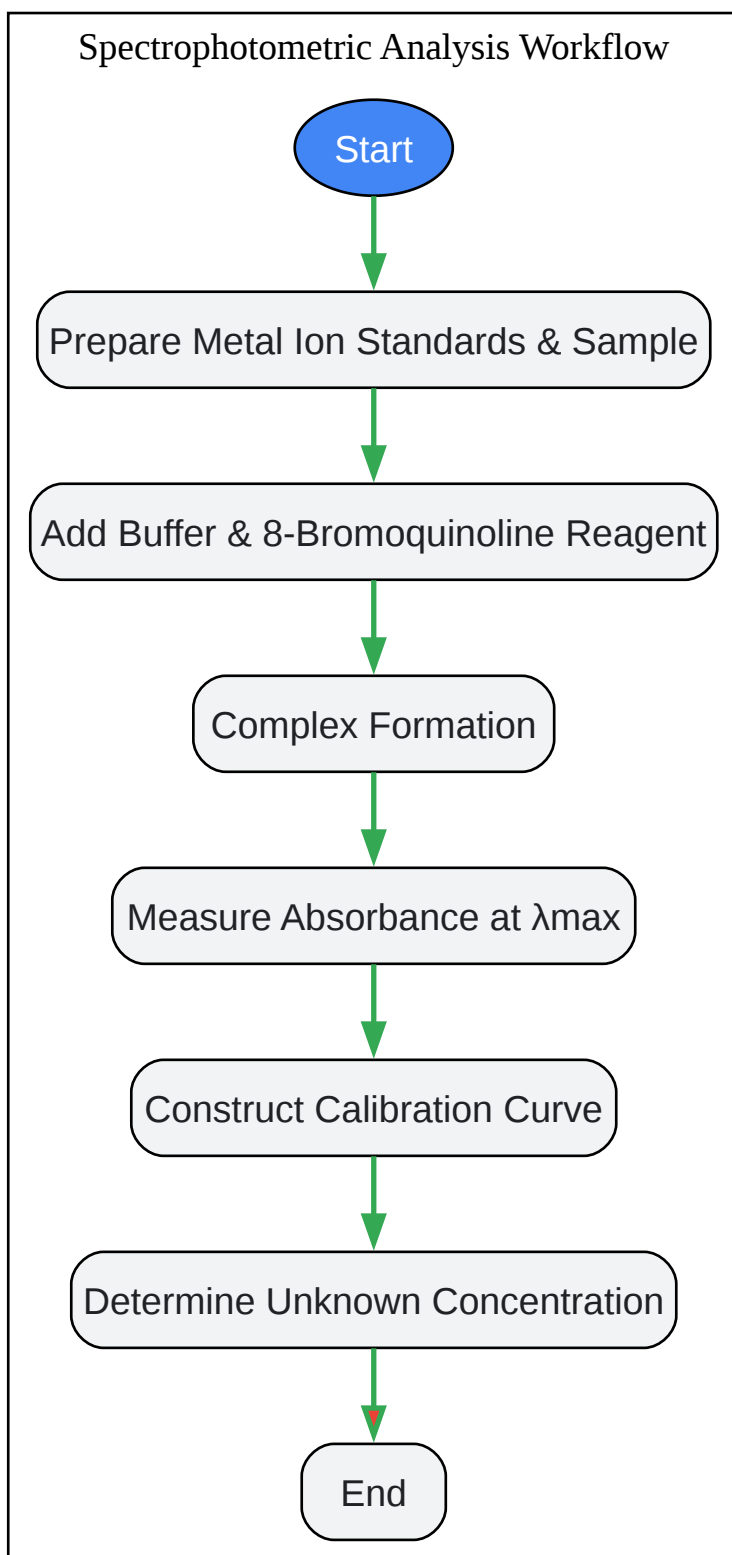 Spectrophotometric Analysis Workflow
Start
Prepare Metal Ion Standards & Sample
Add Buffer & 8-Bromoquinoline Reagent
Complex Formation
Measure Absorbance at λmax
Construct Calibration Curve
Determine Unknown Concentration
End